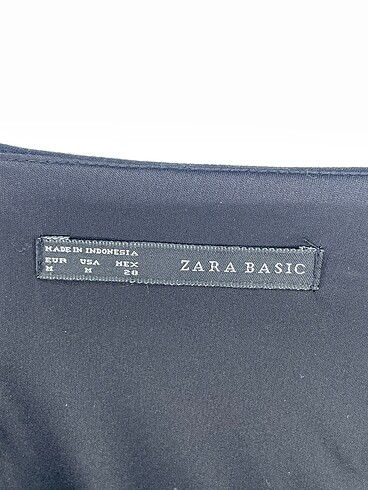 MADE IN INDONESIA
EUR USA MEX
M M 28
ZARA BASIC